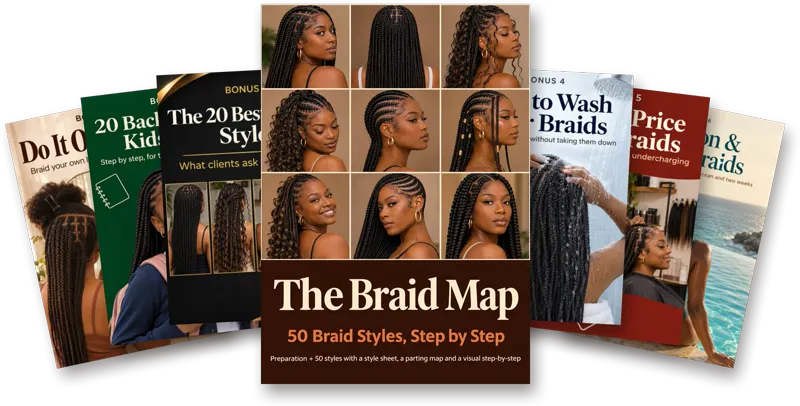 Do It O
Braid your own
20 Bac
Kids
Step by step, for
BONUS
The 20 Bes
Style
What clients ask
The Braid Map
50 Braid Styles, Step by Step
Preparation + 50 styles with a style sheet, a parting map and a visual step-by-step
ONUS 4
to Wash
Braids
without taking them down
5
Price
raids
undercharging
n &
raids
ocean and two weeks